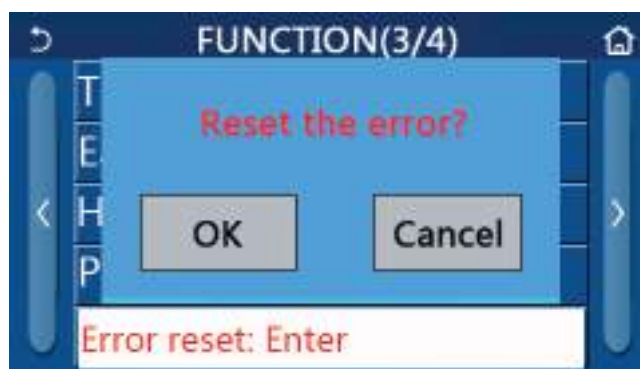 FUNCTION(3/4)
T
Reset the error?
E
H
OK
Cancel
P
Error reset: Enter